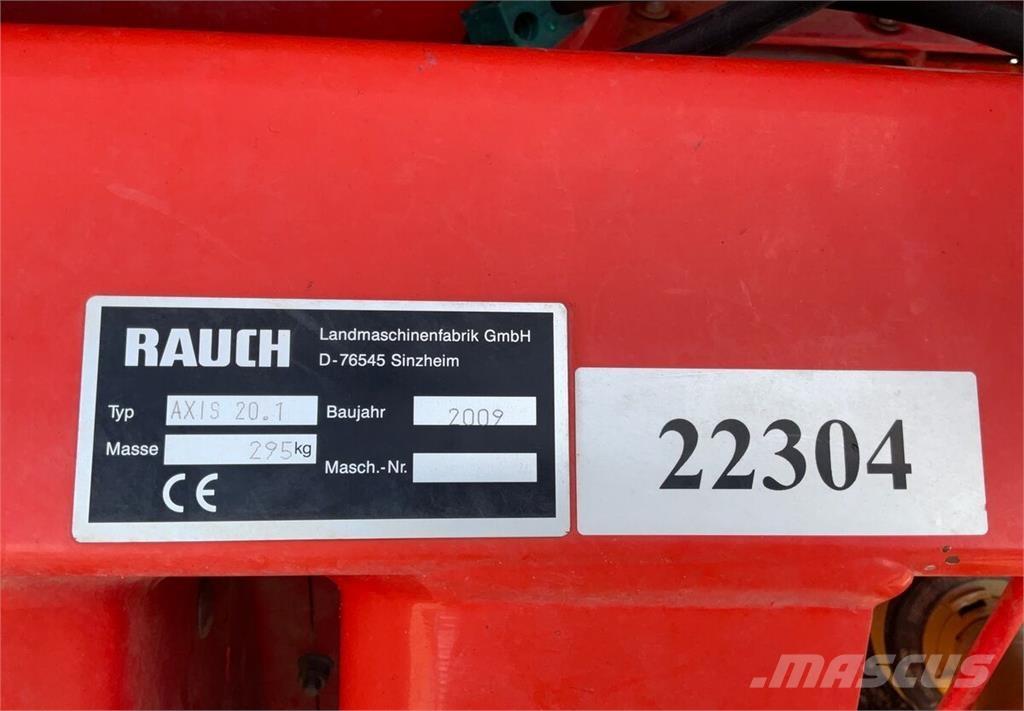 RAUCH
Landmaschinenfabrik GmbH
D-76545 Sinzheim
Typ AXIS 20.1 Baujahr 2009
Masse 295kg
Masch.-Nr.
CE
22304
.MASCUS